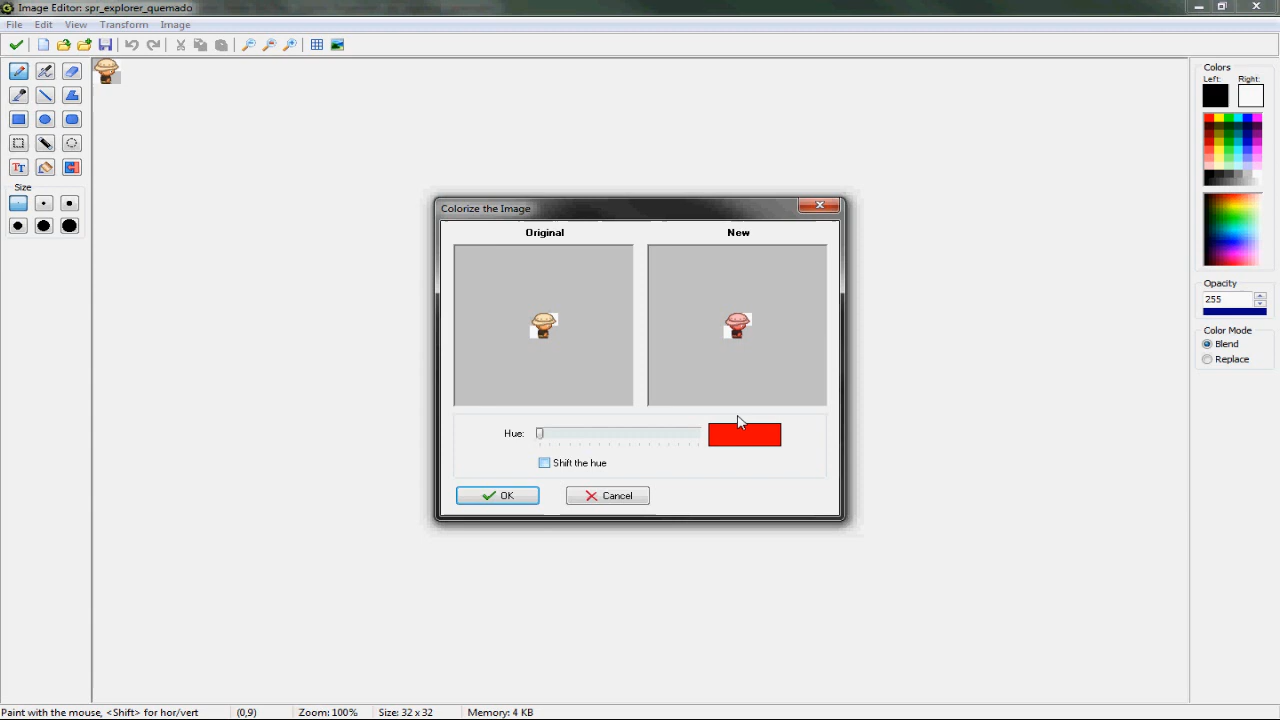 Image Editor: spr_explorer_quemado
File Edit View Transform Image
Colors
Left: Right:
TT
Size
Colorize the Image
Original New
Hue:
Shift the hue
OK Cancel
Opacity
255
Color Mode
Blend
Replace
Paint with the mouse, <Shift> for hor/vert (0,9) Zoom: 100% Size: 32 x 32 Memory: 4 KB